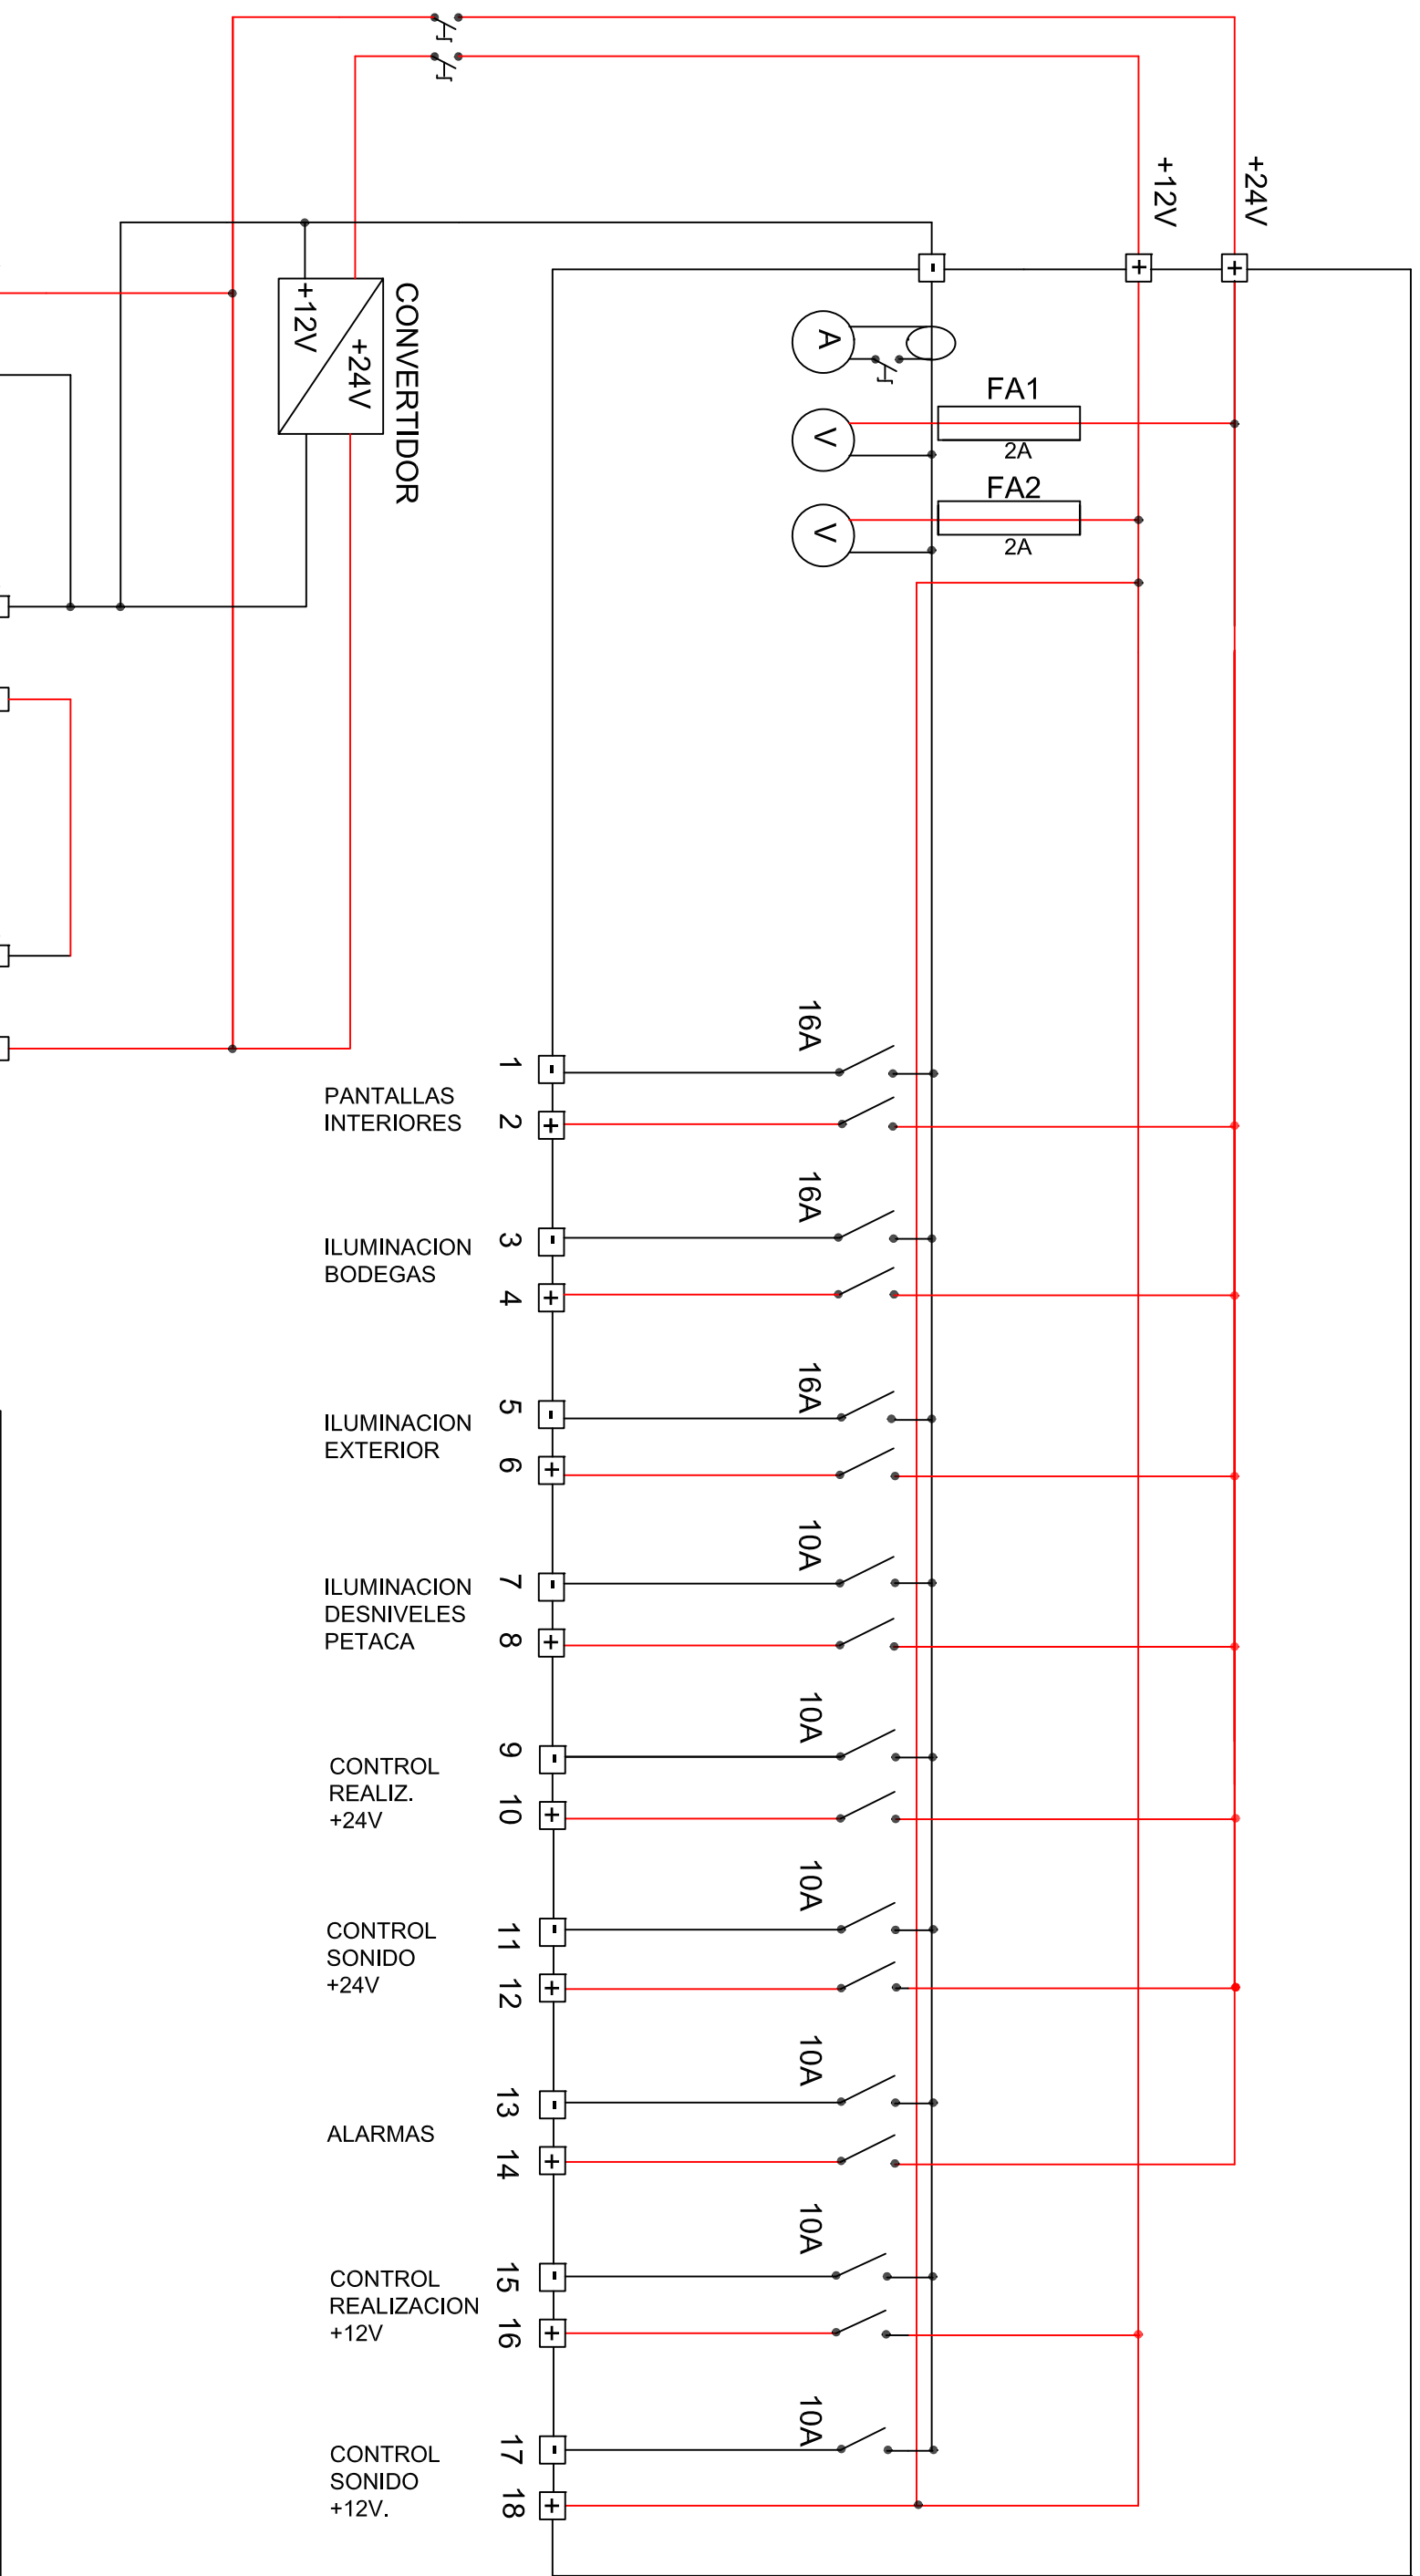 +24V
+12V
-
+
+
CONVERTIDOR
+12V
+24V
A
FA1
V
2A
FA2
V
2A
16A
1
-
PANTALLAS
INTERIORES
2
+
16A
3
-
ILUMINACION
BODEGAS
4
+
16A
5
-
ILUMINACION
EXTERIOR
6
+
10A
7
-
ILUMINACION
DESNIVELES
PETACA
8
+
10A
9
-
CONTROL
REALIZ.
+24V
10
+
10A
11
-
CONTROL
SONIDO
+24V
12
+
10A
13
-
ALARMAS
14
+
10A
15
-
CONTROL
REALIZACION
+12V
16
+
10A
17
-
CONTROL
SONIDO
+12V.
18
+